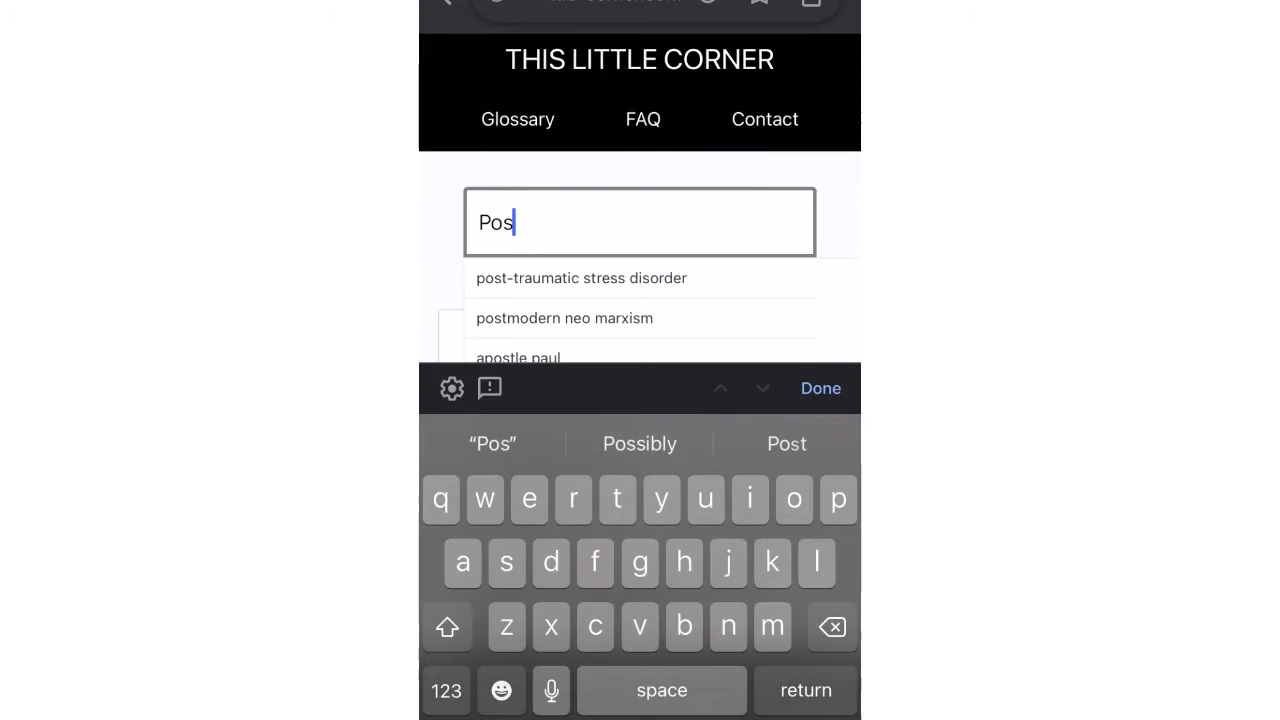 THIS LITTLE CORNER
Glossary FAQ Contact
Pos
post-traumatic stress disorder
postmodern neo marxism
apostle paul
Done
“Pos” Possibly Post
q w e r t y u i o p
a s d f g h j k l
z x c v b n m
123 space return